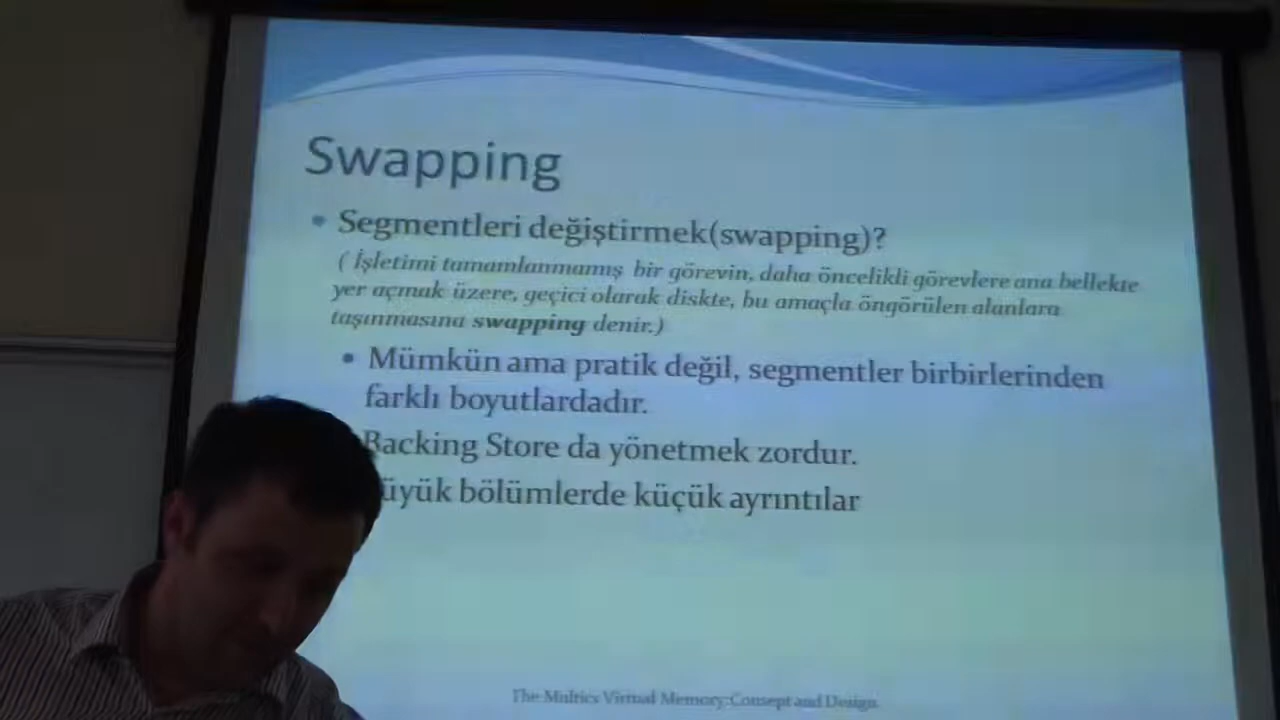 Swapping
Segmentleri değiştirmek(swapping)?
( İşletimi tamamlanmamış bir görevin, daha öncelikli görevlere ana bellekte
yer açmak üzere, geçici olarak diskte, bu amaçla öngörülen alanlara
taşınmasına swapping denir.)
Mümkün ama pratik değil, segmentler birbirlerinden
farklı boyutlardadır.
Backing Store da yönetmek zordur.
üyük bölümlerde küçük ayrıntılar
The Multics Virtual Memory:Consept and Design.